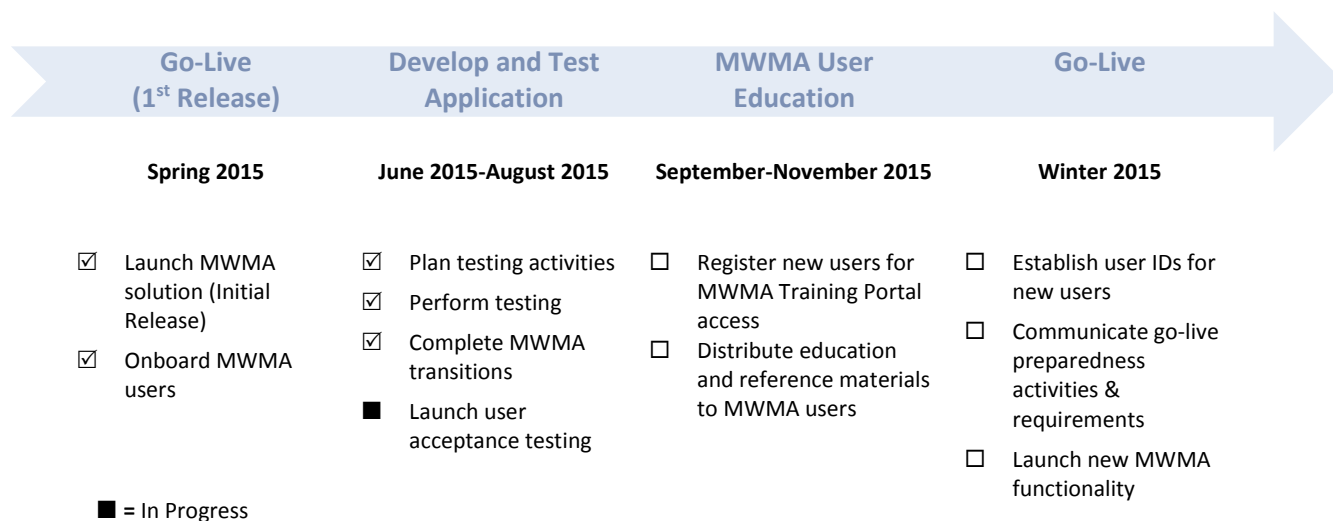 Go-Live
(1st Release)
Develop and Test
Application
MWMA User
Education
Go-Live
Spring 2015
June 2015-August 2015
September-November 2015
Winter 2015
☑ Launch MWMA
solution (Initial
Release)
☑ Onboard MWMA
users
☑ Plan testing activities
☑ Perform testing
☑ Complete MWMA
transitions
■ Launch user
acceptance testing
☐ Register new users for
MWMA Training Portal
access
☐ Distribute education
and reference materials
to MWMA users
☐ Establish user IDs for
new users
☐ Communicate go-live
preparedness
activities &
requirements
☐ Launch new MWMA
functionality
■ = In Progress